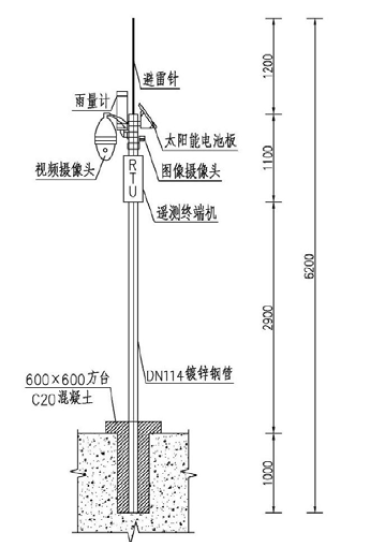 避雷针
雨量计
太阳能电池板
视频摄像头
图像摄像头
RTU
遥测终端机
600×600方台
C20混凝土
DN114镀锌钢管
1200
1100
2900
1000
6200